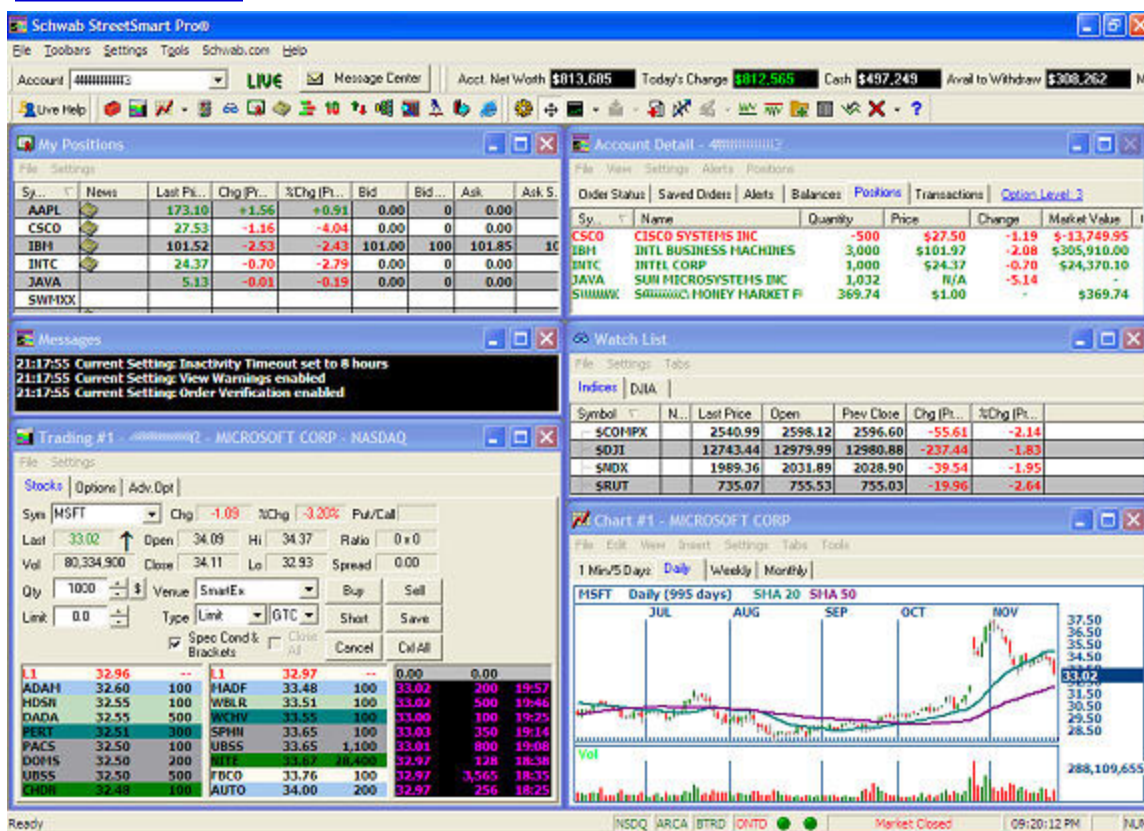 Schwab StreetSmart Pro®
File Toolbars Settings Tools Schwab.com Help
Account LIVE Message Center Acct. Net Worth $813,685 Today's Change $812,565 Cash $497,249 Avail to Withdraw $308,262
Live Help
My Positions
File Settings
Sy... News Last Pri... Chg (Pr... %Chg (Pr... Bid Bid ... Ask Ask S.
AAPL 173.10 +1.56 +0.91 0.00 0 0.00
CSCO 27.53 -1.16 -4.04 0.00 0 0.00
IBM 101.52 -2.53 -2.43 101.00 100 101.85 10
INTC 24.37 -0.70 -2.79 0.00 0 0.00
JAVA 5.13 -0.01 -0.19 0.00 0 0.00
SWMXX
Account Detail -
File View Settings Alerts Positions
Order Status Saved Orders Alerts Balances Positions Transactions Option Level: 3
Sy... Name Quantity Price Change Market Value
CSCO CISCO SYSTEMS INC -500 $27.50 -1.19 $-13,749.95
IBM INTL BUSINESS MACHINES 3,000 $101.97 -2.08 $305,910.00
INTC INTEL CORP 1,000 $24.37 -0.70 $24,370.10
JAVA SUN MICROSYSTEMS INC 1,032 N/A -5.14 -
MONEY MARKET F 369.74 $1.00 - $369.74
Messages
21:17:55 Current Setting: Inactivity Timeout set to 8 hours
21:17:55 Current Setting: View Warnings enabled
21:17:55 Current Setting: Order Verification enabled
Watch List
File Settings Tabs
Indices DJIA
Symbol N... Last Price Open Prev Close Chg (Pr... %Chg (Pr...
$COMPX 2540.99 2598.12 2596.60 -55.61 -2.14
$DJI 12743.44 12979.99 12980.88 -237.44 -1.83
$NDX 1989.36 2031.89 2028.90 -39.54 -1.95
$RUT 735.07 755.53 755.03 -19.96 -2.64
Trading #1 - - MICROSOFT CORP - NASDAQ
File Settings
Stocks Options Adv.Opt
Sym MSFT Chg -1.09 %Chg -3.20% Put/Call
Last 33.02 Open 34.09 Hi 34.37 Ratio 0 x 0
Vol 80,334,900 Close 34.11 Lo 32.93 Spread 0.00
Qty 1000 $ Venue SmartEx Buy Sell
Limit 0.0 Type Limit GTC Short Save
Spec Cond & Brackets Close All Cancel Cxl All
L1 32.96 -- L1 32.97 -- 0.00 0.00
ADAM 32.60 100 MADF 33.48 100 33.02 200 19:57
HDSN 32.55 100 WBLR 33.51 100 33.02 500 19:46
DADA 32.55 500 WCHV 33.55 100 33.00 100 19:25
PERT 32.51 300 SPHN 33.65 100 33.03 350 19:14
PACS 32.50 100 UBSS 33.65 1,100 33.01 800 19:08
DOMS 32.50 200 NITE 33.67 28,400 32.97 128 18:38
UBSS 32.50 500 FBCO 33.76 100 32.97 3,565 18:35
CHDN 32.48 100 AUTO 34.00 200 32.97 256 18:25
Chart #1 - MICROSOFT CORP
File Edit View Insert Settings Tabs Tools
1 Min/5 Days Daily Weekly Monthly
MSFT Daily (995 days) SMA 20 SMA 50
JUL AUG SEP OCT NOV
37.50
36.50
35.50
34.50
33.02
31.50
30.50
29.50
28.50
Vol
288,109,655
Ready NSDQ ARCA BTRD ONTD Market Closed 09:20:12 PM NUM